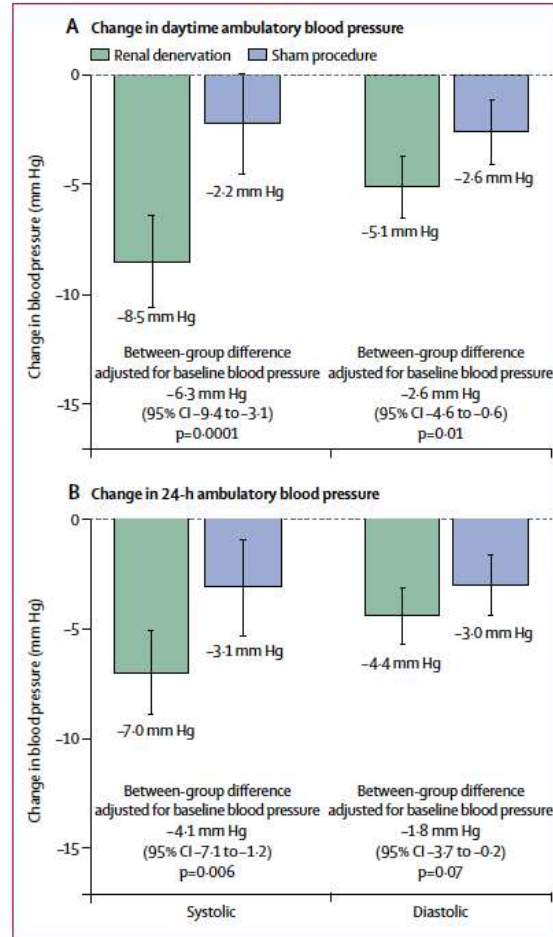 A Change in daytime ambulatory blood pressure
Renal denervation Sham procedure
Change in blood pressure (mm Hg)
0
–5
–10
–15
–8·5 mm Hg
–2·2 mm Hg
–5·1 mm Hg
–2·6 mm Hg
Between-group difference
adjusted for baseline blood pressure
–6·3 mm Hg
(95% CI –9·4 to –3·1)
p=0·0001
Between-group difference
adjusted for baseline blood pressure
–2·6 mm Hg
(95% CI –4·6 to –0·6)
p=0·01
B Change in 24-h ambulatory blood pressure
Change in blood pressure (mm Hg)
0
–5
–10
–15
–7·0 mm Hg
–3·1 mm Hg
–4·4 mm Hg
–3·0 mm Hg
Between-group difference
adjusted for baseline blood pressure
–4·1 mm Hg
(95% CI –7·1 to –1·2)
p=0·006
Between-group difference
adjusted for baseline blood pressure
–1·8 mm Hg
(95% CI –3·7 to –0·2)
p=0·07
Systolic
Diastolic